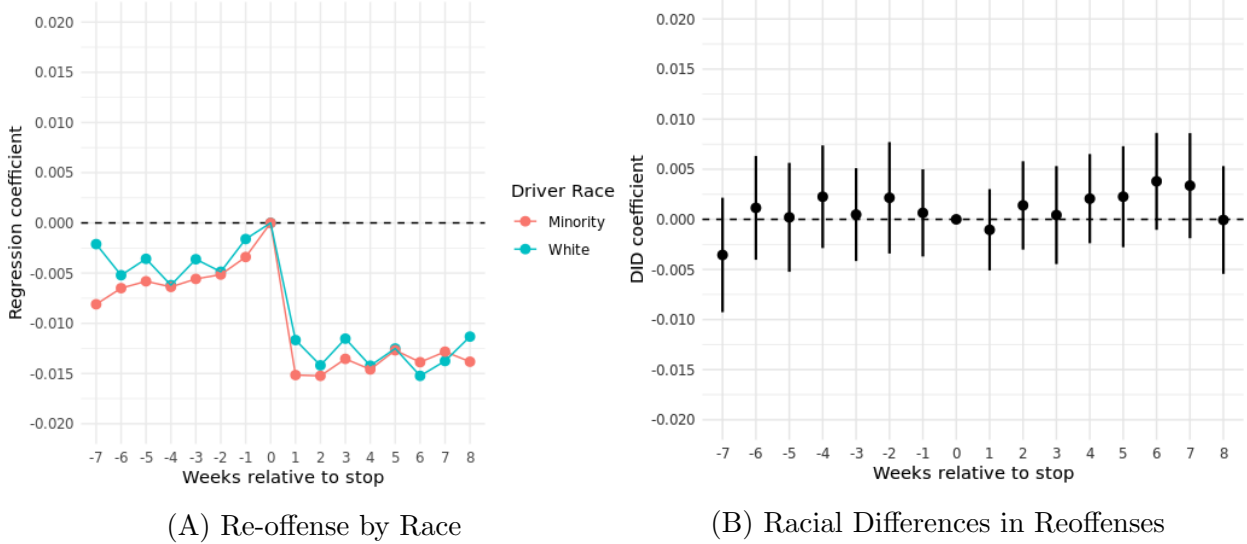 0.020
0.015
0.010
0.005
0.000
-0.005
-0.010
-0.015
-0.020
Regression coefficient
-7 -6 -5 -4 -3 -2 -1 0 1 2 3 4 5 6 7 8
Weeks relative to stop
Driver Race
Minority
White
(A) Re-offense by Race
0.020
0.015
0.010
0.005
0.000
-0.005
-0.010
-0.015
-0.020
DID coefficient
-7 -6 -5 -4 -3 -2 -1 0 1 2 3 4 5 6 7 8
Weeks relative to stop
(B) Racial Differences in Reoffenses